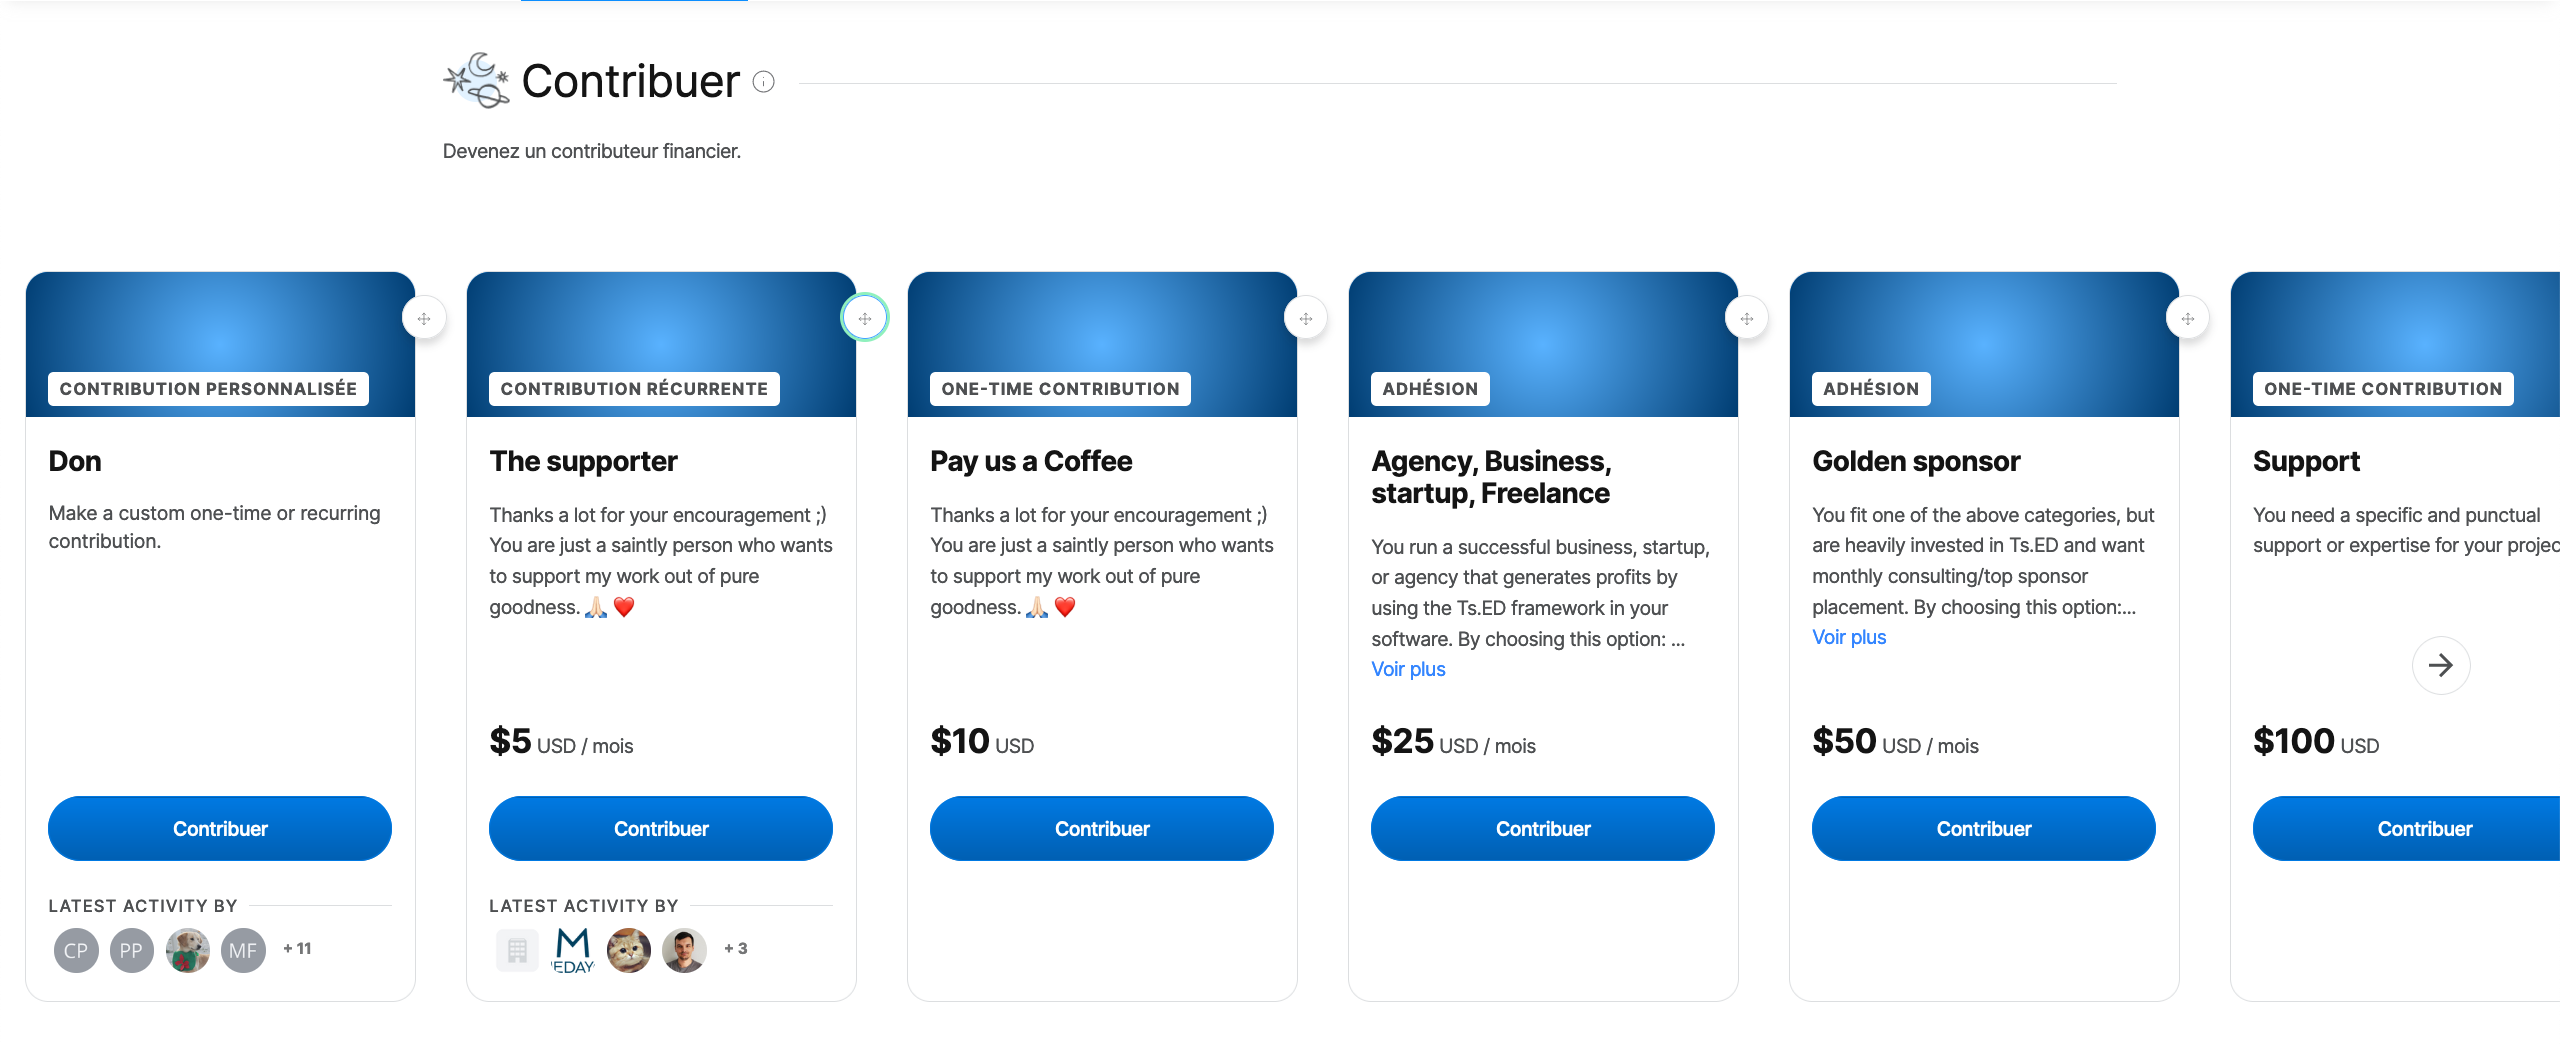 Contribuer
Devenez un contributeur financier.
CONTRIBUTION PERSONNALISÉE
Don
Make a custom one-time or recurring
contribution.
Contribuer
LATEST ACTIVITY BY
CP PP MF + 11
CONTRIBUTION RÉCURRENTE
The supporter
Thanks a lot for your encouragement ;)
You are just a saintly person who wants
to support my work out of pure
goodness. 🙏🏻 ❤️
$5 USD / mois
Contribuer
LATEST ACTIVITY BY
M
EDAY
+ 3
ONE-TIME CONTRIBUTION
Pay us a Coffee
Thanks a lot for your encouragement ;)
You are just a saintly person who wants
to support my work out of pure
goodness. 🙏🏻 ❤️
$10 USD
Contribuer
ADHÉSION
Agency, Business,
startup, Freelance
You run a successful business, startup,
or agency that generates profits by
using the Ts.ED framework in your
software. By choosing this option: ...
Voir plus
$25 USD / mois
Contribuer
ADHÉSION
Golden sponsor
You fit one of the above categories, but
are heavily invested in Ts.ED and want
monthly consulting/top sponsor
placement. By choosing this option:...
Voir plus
$50 USD / mois
Contribuer
ONE-TIME CONTRIBUTION
Support
You need a specific and punctual
support or expertise for your projec
$100 USD
Contribuer